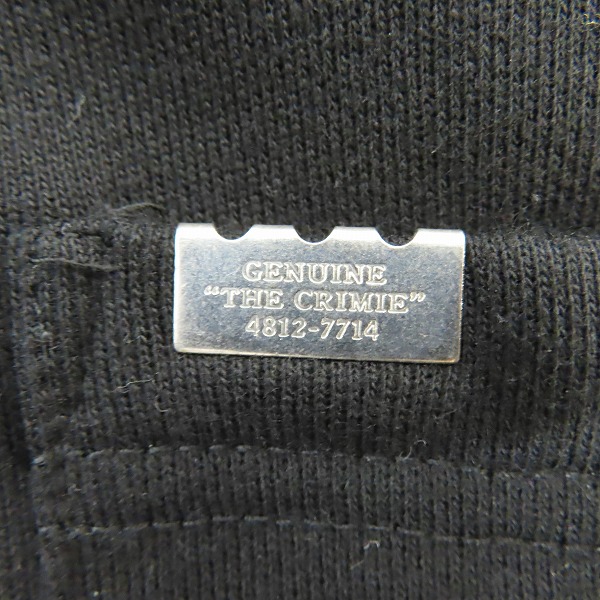 GENUINE
“THE CRIMIE”
4812-7714